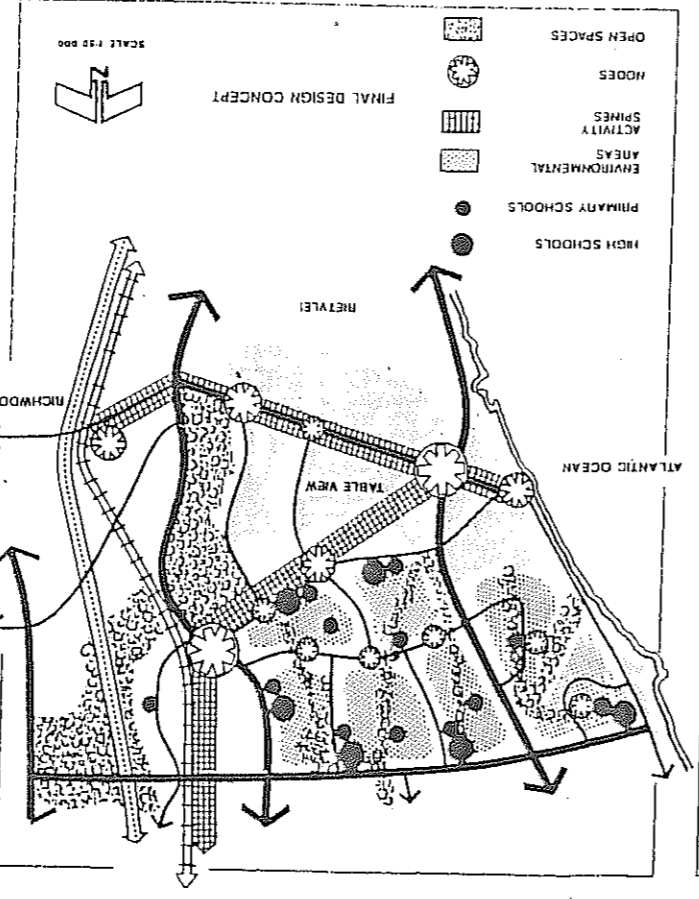 TABLE VIEW
ATLANTIC OCEAN
RICHWOO
RIETVLEI
HIGH SCHOOLS
PRIMARY SCHOOLS
ENVIRONMENTAL
AREAS
ACTIVITY
SPINES
FINAL DESIGN CONCEPT
NODES
N
OPEN SPACES
SCALE 1:50 000